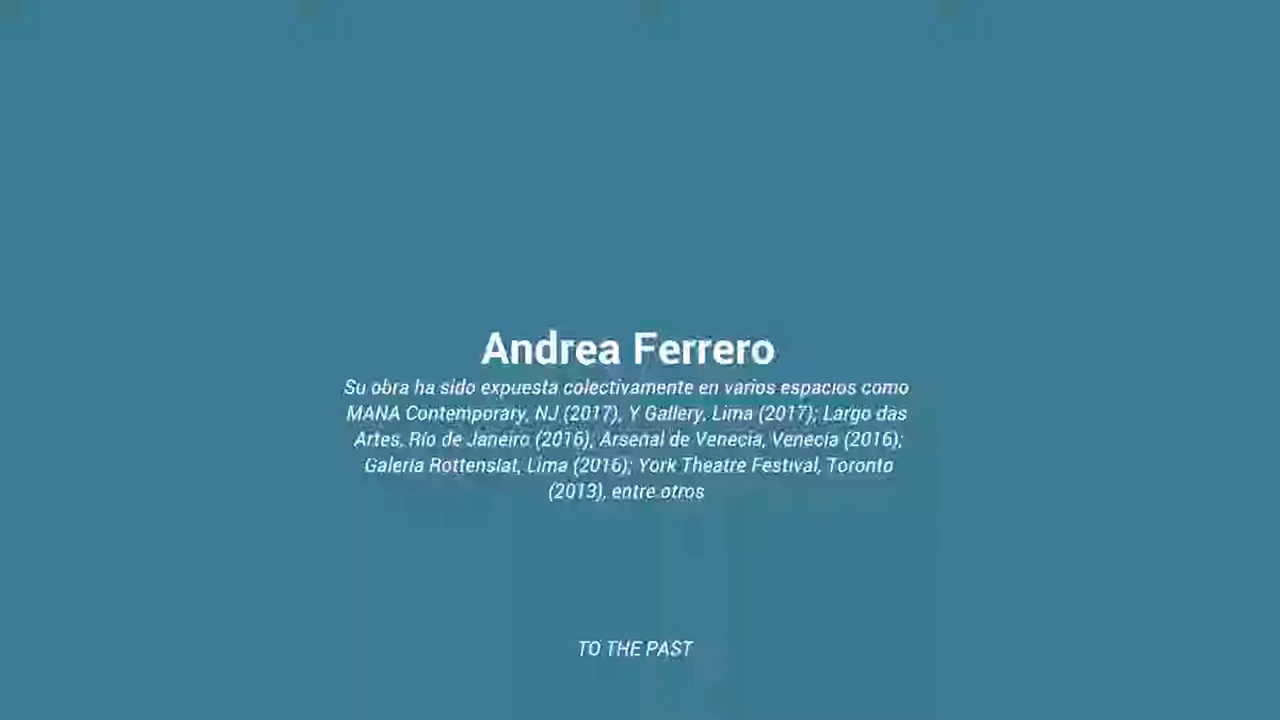 Andrea Ferrero
Su obra ha sido expuesta colectivamente en varios espacios como
MANA Contemporary, NJ (2017), Y Gallery, Lima (2017); Largo das
Artes, Río de Janeiro (2016), Arsenal de Venecia, Venecia (2016);
Galería Rottenslat, Lima (2016); York Theatre Festival, Toronto
(2013), entre otros
TO THE PAST